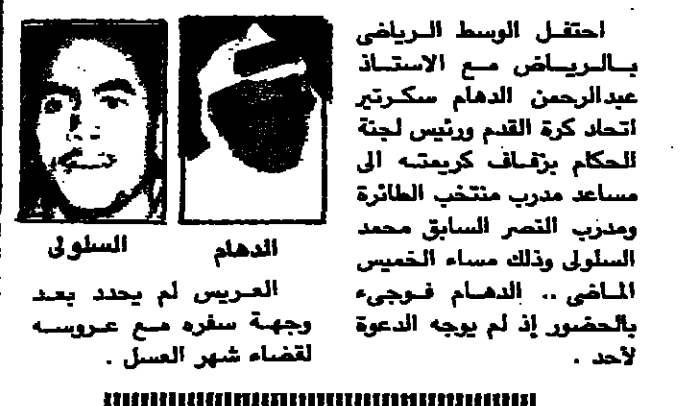 احتفل الوسط الرياضى
بالرياض مع الاستاذ
عبدالرحمن الدهام سكرتير
اتحاد كرة القدم ورئيس لجنة
الحكام بزفاف كريمته الى
مساعد مدرب منتخب الطائرة
ومدرب النصر السابق محمد
السلولى وذلك مساء الخميس
الماضى .. الدهام فوجىء
بالحضور إذ لم يوجه الدعوة
لأحد .
الدهام
السلولى
العريس لم يحدد بعد
وجهة سفره مع عروسه
لقضاء شهر العسل .